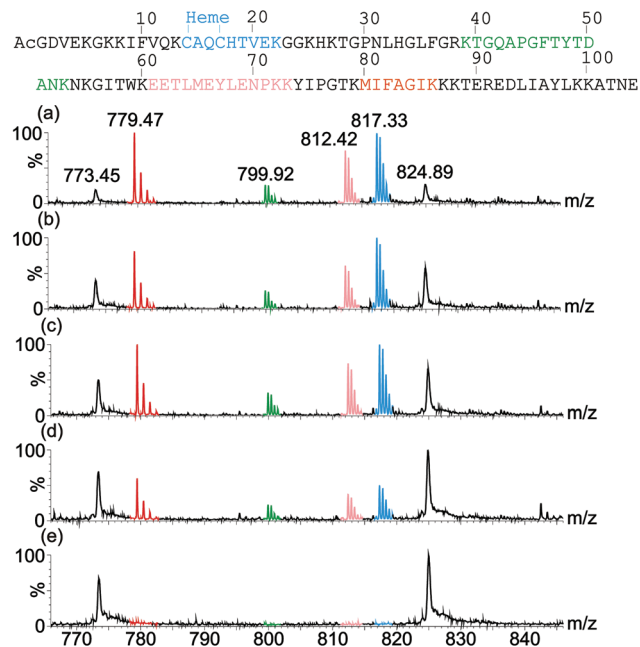 10 Heme 20 30 40 50
AcGDVEKGKKIFVQKCAQCHTVEKGGKHKTGPNLHGLFGRKTGQAPGFTYTD
60 70 80 90 100
ANKNKGITWKEETLMEYLENPKKYIPGTKMIFAGIKKKTEREDLIAYLKKATNE
(a)
779.47 817.33
812.42
773.45 799.92 824.89
100
%
0
m/z
(b)
100
%
0
m/z
(c)
100
%
0
m/z
(d)
100
%
0
m/z
(e)
100
%
0
m/z
770 780 790 800 810 820 830 840